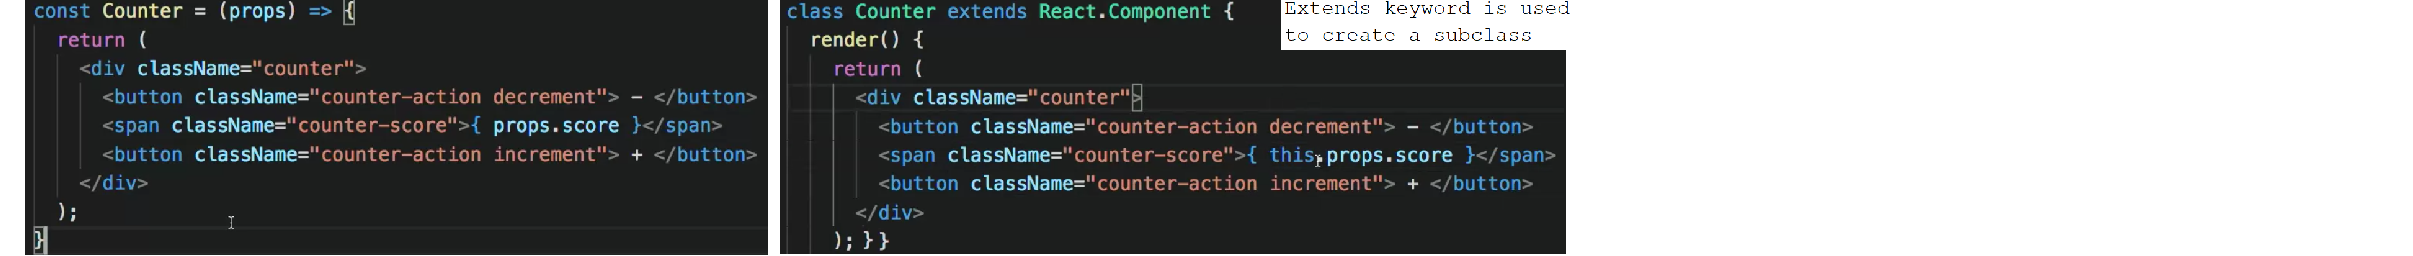 const Counter = (props) => {
return (
<div className="counter">
<button className="counter-action decrement"> - </button>
<span className="counter-score">{ props.score }</span>
<button className="counter-action increment"> + </button>
</div>
);
}
class Counter extends React.Component {
render() {
return (
<div className="counter">
<button className="counter-action decrement"> - </button>
<span className="counter-score">{ this.props.score }</span>
<button className="counter-action increment"> + </button>
</div>
); } }
Extends keyword is used
to create a subclass